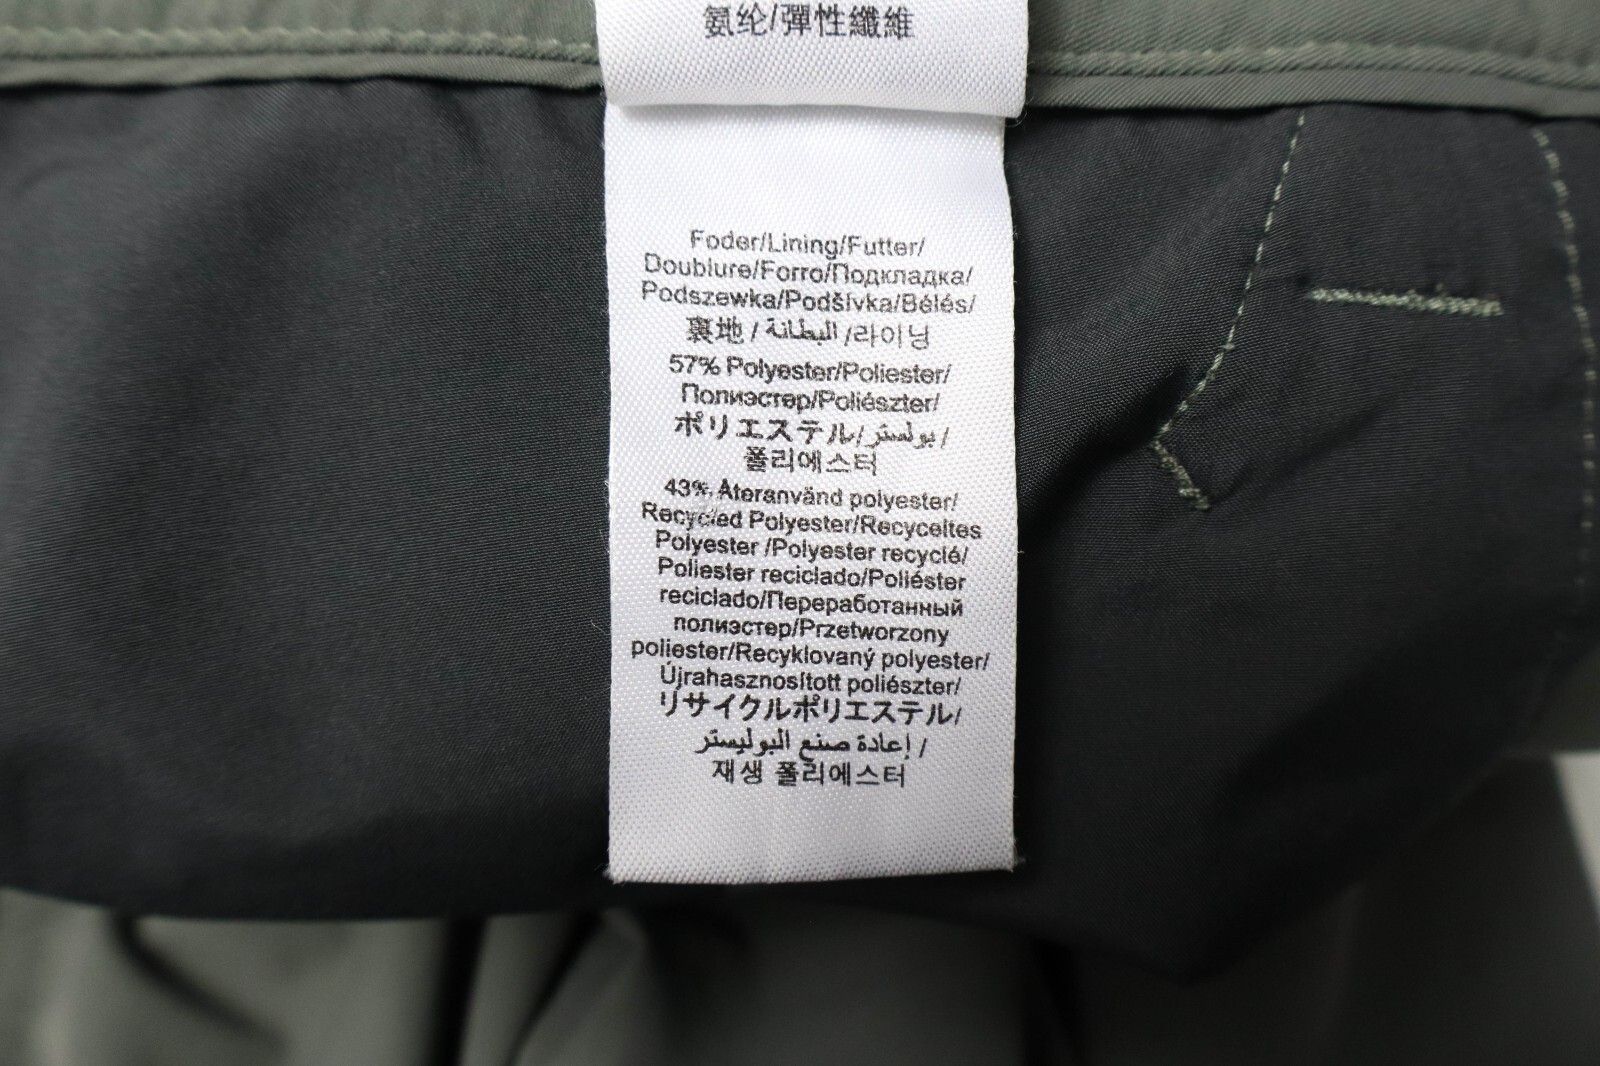 氨纶/彈性纖維
Foder/Lining/Futter/
Doublure/Forro/Подкладка/
Podszewka/Podšívka/Bélés/
裏地/البطانة/라이닝
57% Polyester/Poliester/
Полиэстер/Poliészter/
ポリエステル/بولستر/
폴리에스터
43% Återanvänd polyester/
Recycled Polyester/Recyceltes
Polyester /Polyester recyclé/
Poliester reciclado/Poliéster
reciclado/Переработанный
полиэстер/Przetworzony
poliester/Recyklovaný polyester/
Újrahasznosított poliészter/
リサイクルポリエステル/
إعادة صنع البوليستر /
재생 폴리에스터